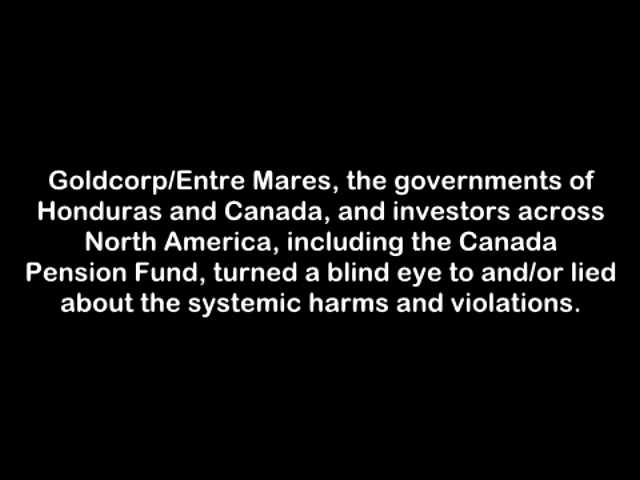 Goldcorp/Entre Mares, the governments of
Honduras and Canada, and investors across
North America, including the Canada
Pension Fund, turned a blind eye to and/or lied
about the systemic harms and violations.